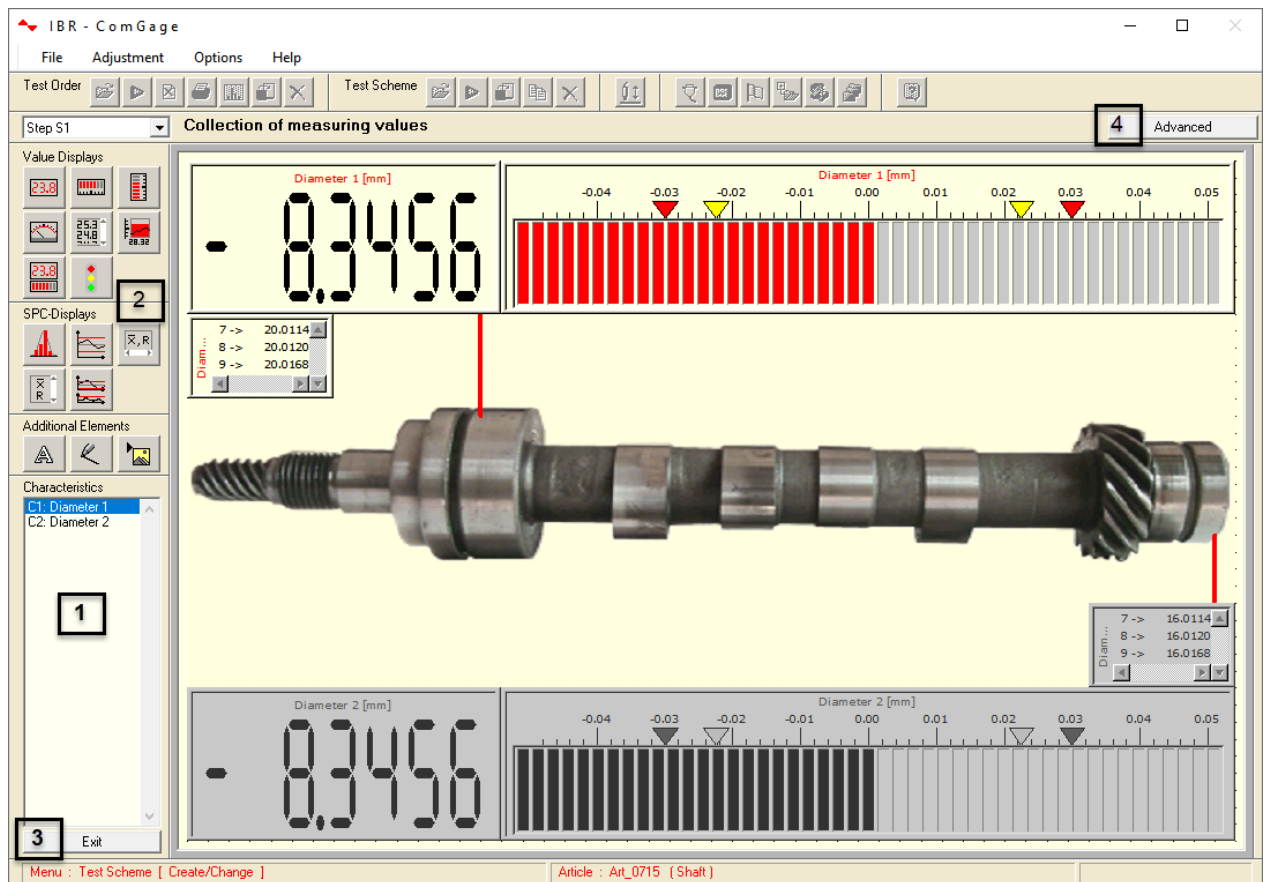 IBR - ComGage
File Adjustment Options Help
Test Order Test Scheme
Step S1 Collection of measuring values 4 Advanced
Value Displays
23.8
25.3
24.8
28.32
23.8
2
SPC-Displays
X,R
X
R
Additional Elements
A
Characteristics
C1: Diameter 1
C2: Diameter 2
1
3 Exit
Diameter 1 [mm]
- 8.3456
Diameter 1 [mm]
-0.04 -0.03 -0.02 -0.01 0.00 0.01 0.02 0.03 0.04 0.05
Diam...
7 -> 20.0114
8 -> 20.0120
9 -> 20.0168
Diam...
7 -> 16.0114
8 -> 16.0120
9 -> 16.0168
Diameter 2 [mm]
- 8.3456
Diameter 2 [mm]
-0.04 -0.03 -0.02 -0.01 0.00 0.01 0.02 0.03 0.04 0.05
Menu : Test Scheme [ Create/Change ] Article : Art_0715 ( Shaft )